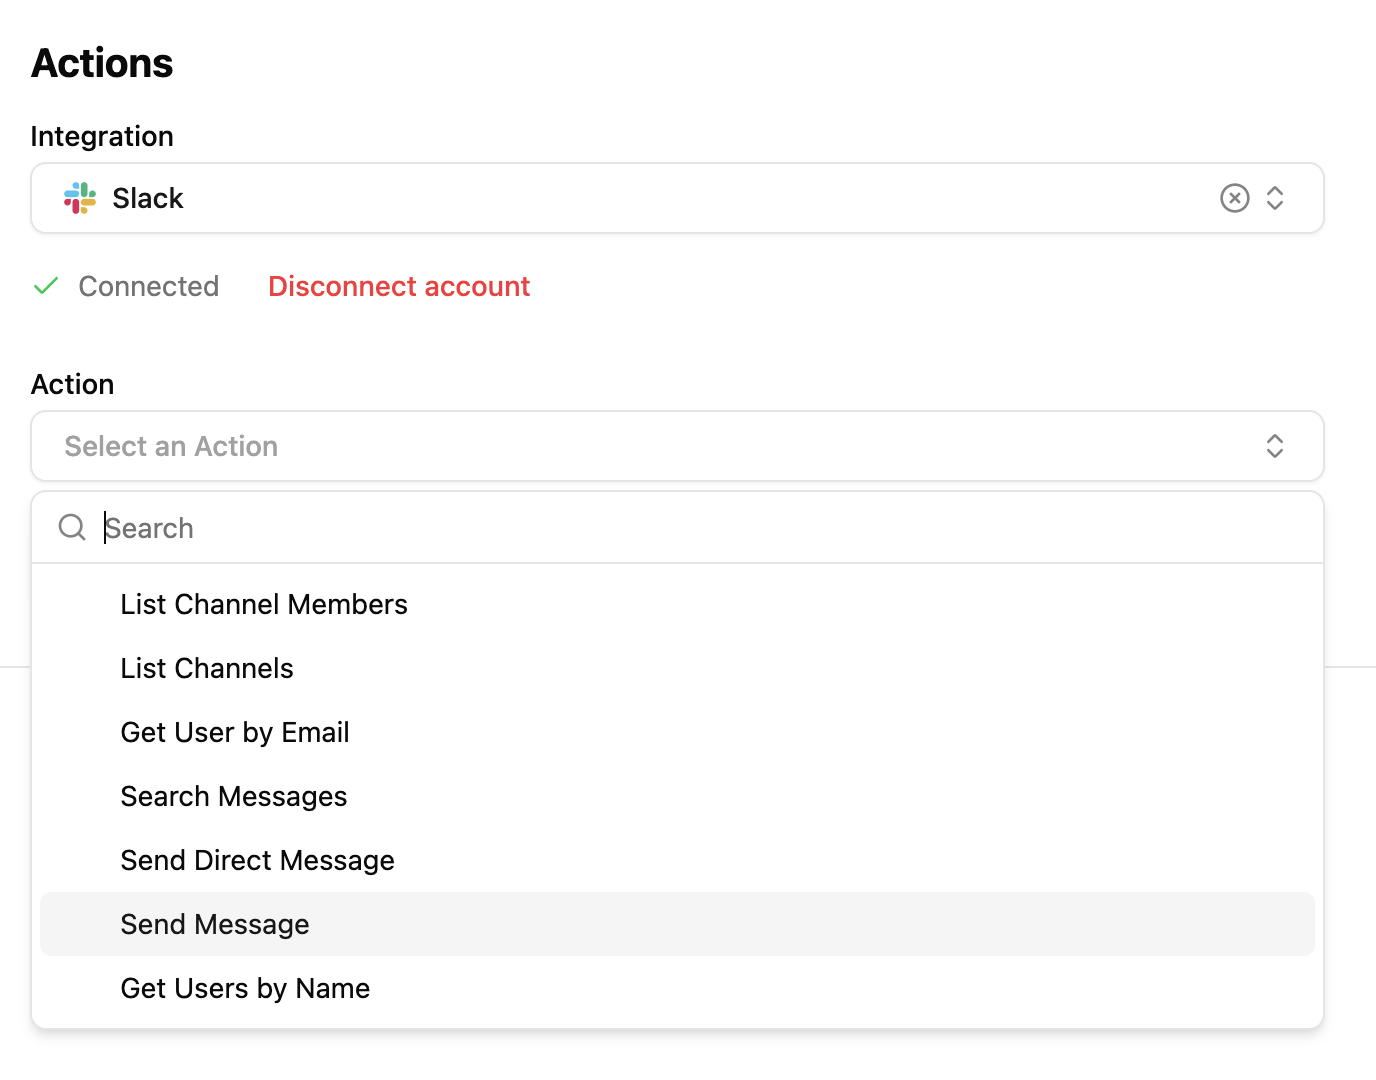 Actions
Integration
Slack
Connected Disconnect account
Action
Select an Action
Search
List Channel Members
List Channels
Get User by Email
Search Messages
Send Direct Message
Send Message
Get Users by Name